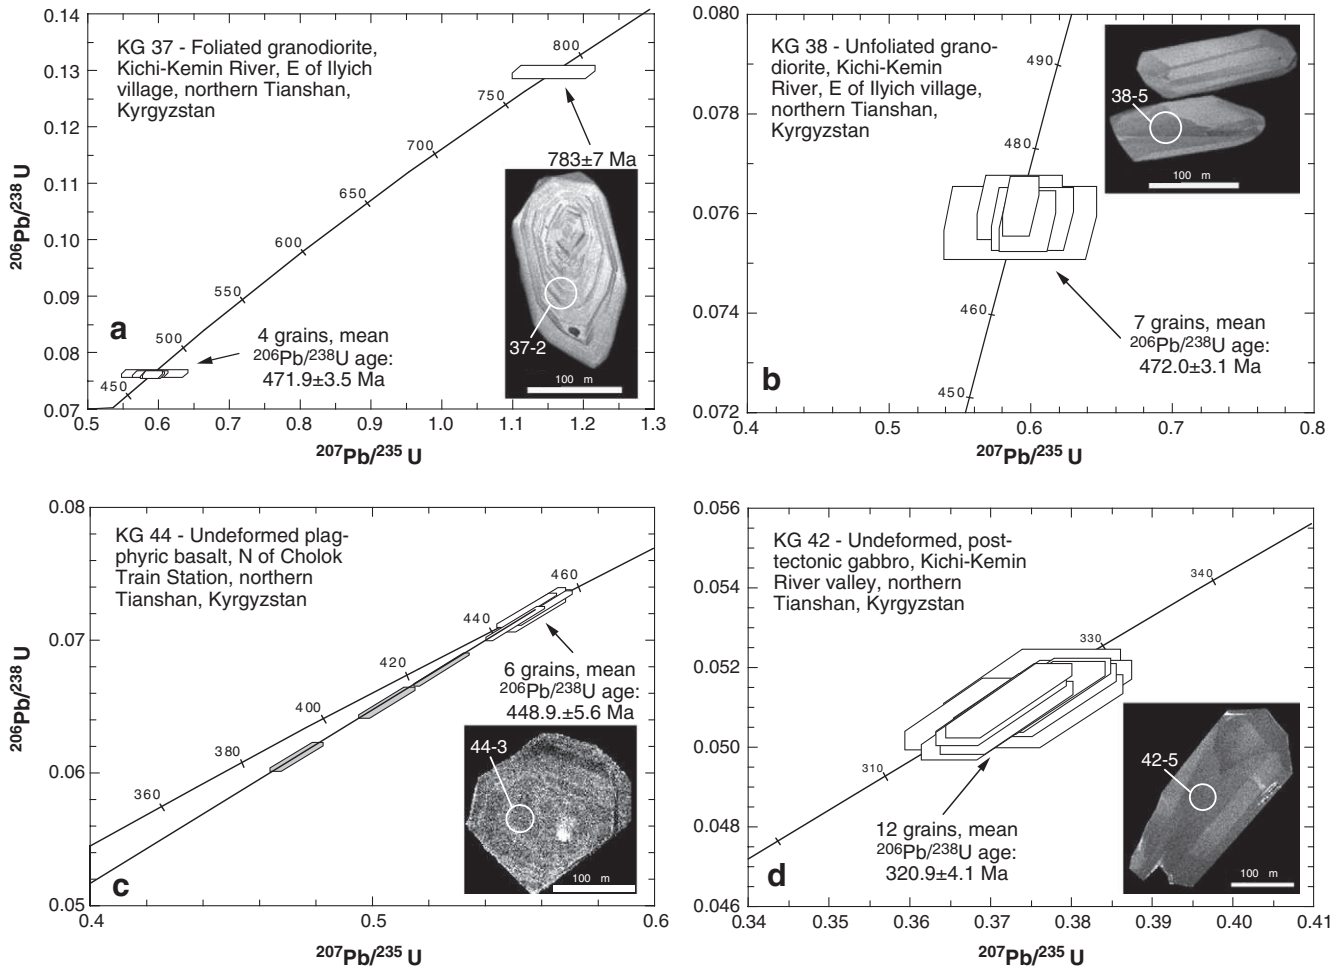 KG 37 - Foliated granodiorite,
Kichi-Kemin River, E of Ilyich
village, northern Tianshan,
Kyrgyzstan
0.14
0.13
0.12
0.11
0.10
0.09
0.08
0.07
206Pb/238 U
800
750
700
650
600
550
500
450
783±7 Ma
37-2
100 m
a
4 grains, mean
206Pb/238U age:
471.9±3.5 Ma
0.5 0.6 0.7 0.8 0.9 1.0 1.1 1.2 1.3
207Pb/235 U
KG 38 - Unfoliated grano-
diorite, Kichi-Kemin
River, E of Ilyich village,
northern Tianshan,
Kyrgyzstan
0.080
0.078
0.076
0.074
0.072
490
480
460
450
38-5
100 m
7 grains, mean
206Pb/238U age:
472.0±3.1 Ma
b
0.4 0.5 0.6 0.7 0.8
207Pb/235 U
KG 44 - Undeformed plag-
phyric basalt, N of Cholok
Train Station, northern
Tianshan, Kyrgyzstan
0.08
0.07
0.06
0.05
206Pb/238 U
460
440
420
400
380
360
6 grains, mean
206Pb/238U age:
448.9.±5.6 Ma
44-3
100 m
c
0.4 0.5 0.6
207Pb/235 U
KG 42 - Undeformed, post-
tectonic gabbro, Kichi-Kemin
River valley, northern
Tianshan, Kyrgyzstan
0.056
0.054
0.052
0.050
0.048
0.046
340
330
310
42-5
100 m
12 grains, mean
206Pb/238U age:
320.9±4.1 Ma
d
0.34 0.35 0.36 0.37 0.38 0.39 0.40 0.41
207Pb/235 U